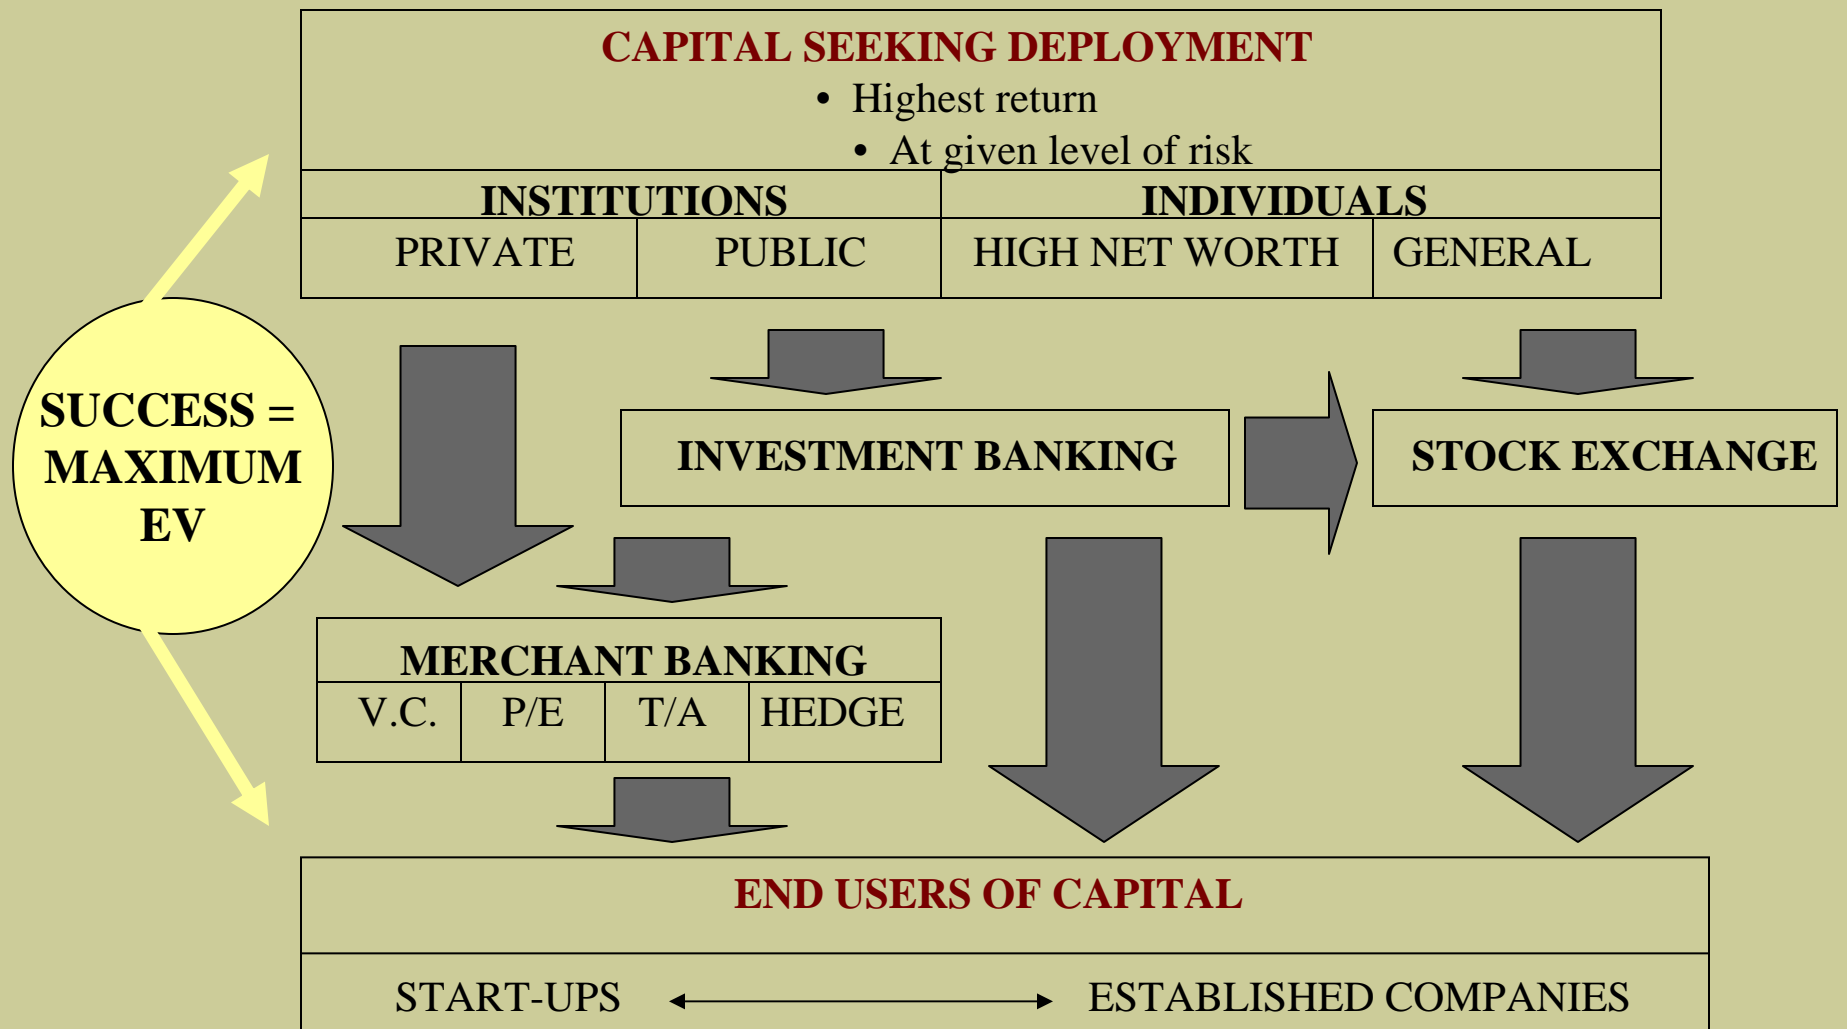 CAPITAL SEEKING DEPLOYMENT
• Highest return
• At given level of risk
INSTITUTIONS INDIVIDUALS
PRIVATE PUBLIC HIGH NET WORTH GENERAL
SUCCESS =
MAXIMUM
EV
INVESTMENT BANKING
STOCK EXCHANGE
MERCHANT BANKING
V.C. P/E T/A HEDGE
END USERS OF CAPITAL
START-UPS ESTABLISHED COMPANIES